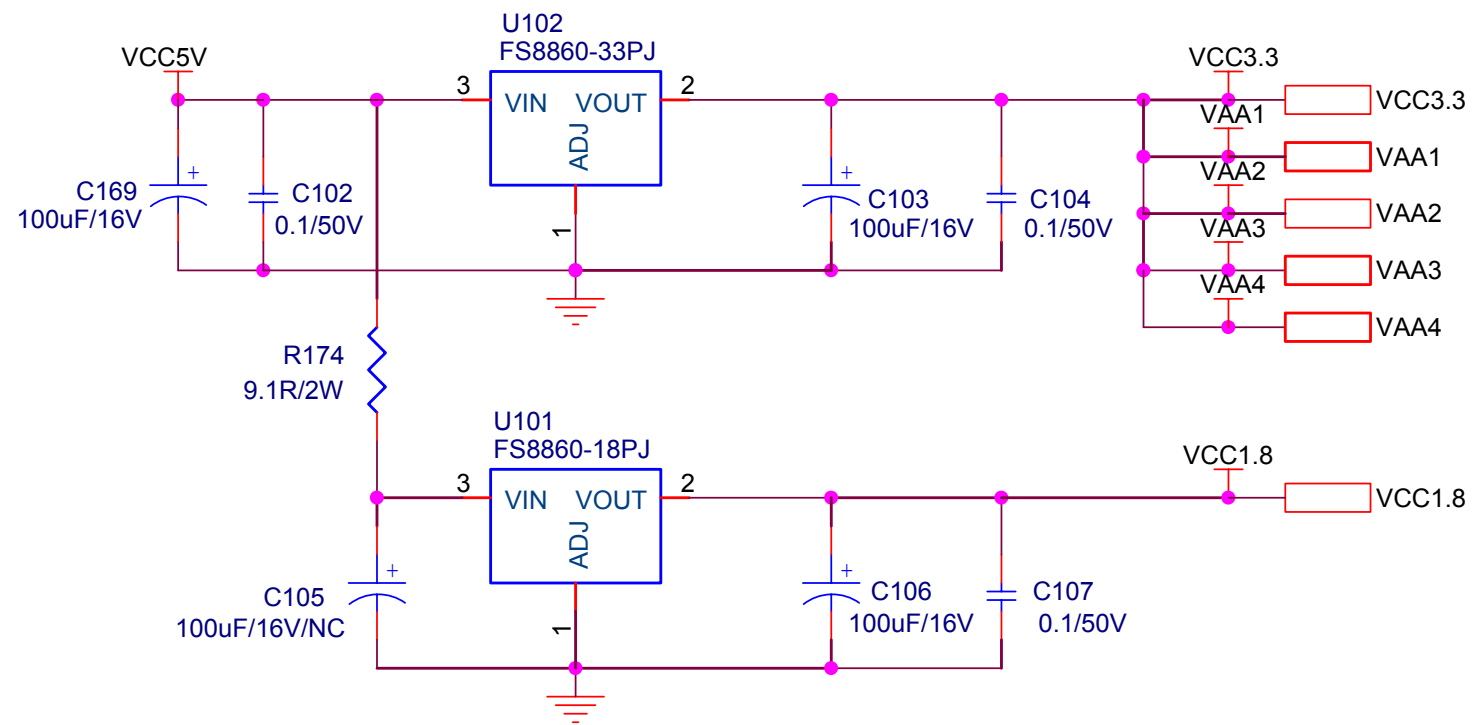 U102
FS8860-33PJ
VCC5V
VCC3.3
3
VIN
VOUT
2
ADJ
1
VCC3.3
VAA1
VAA1
VAA2
VAA2
VAA3
VAA3
VAA4
VAA4
C169
100uF/16V
C102
0.1/50V
C103
100uF/16V
C104
0.1/50V
R174
9.1R/2W
U101
FS8860-18PJ
3
VIN
VOUT
2
ADJ
1
VCC1.8
VCC1.8
C105
100uF/16V/NC
C106
100uF/16V
C107
0.1/50V
+
+
+
+